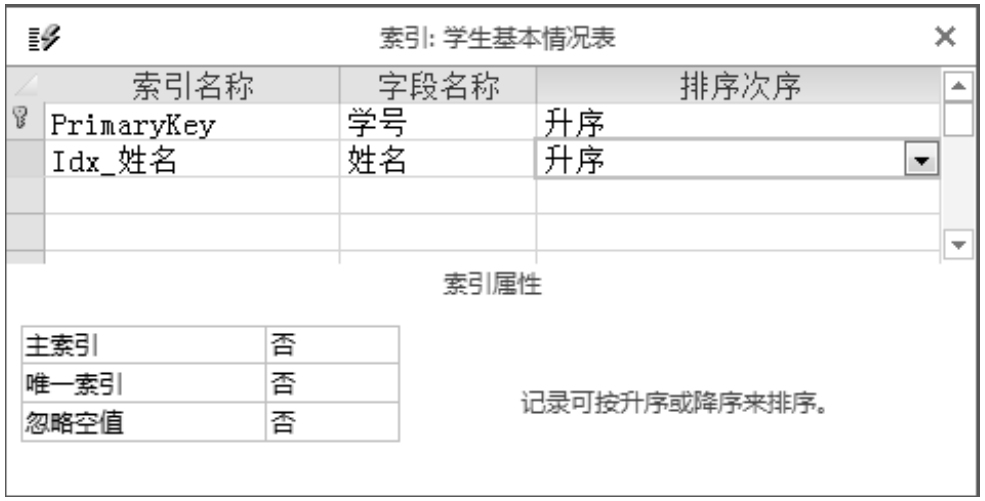 索引: 学生基本情况表
索引名称 字段名称 排序次序
PrimaryKey 学号 升序
Idx_姓名 姓名 升序
索引属性
主索引 否
唯一索引 否
忽略空值 否
记录可按升序或降序来排序。